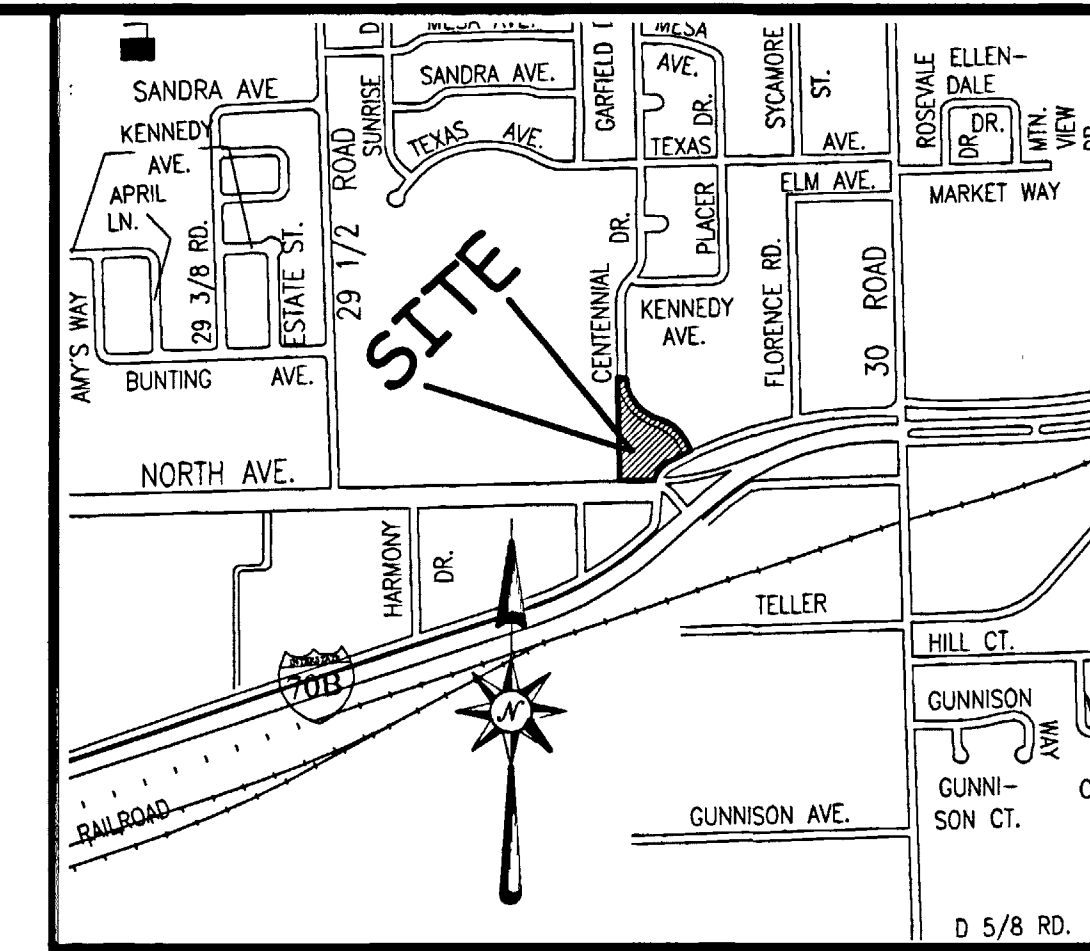 MESA AVE.
MESA
AVE.
SANDRA AVE
SANDRA AVE.
SUNRISE
D
GARFIELD
DR.
SYCAMORE
ST.
ROSEVALE
ELLEN-
DALE
DR.
DR.
MTN.
VIEW
KENNEDY
AVE.
TEXAS AVE.
TEXAS
AVE.
APRIL
LN.
ELM AVE.
MARKET WAY
29 3/8 RD.
ESTATE ST.
29 1/2 ROAD
CENTENNIAL DR.
PLACER
KENNEDY
AVE.
FLORENCE RD.
30 ROAD
AMY'S WAY
BUNTING AVE.
SITE
NORTH AVE.
HARMONY DR.
TELLER
HILL CT.
INTERSTATE
70B
GUNNISON
WAY
N
GUNNI-
SON CT.
RAILROAD
GUNNISON AVE.
D 5/8 RD.